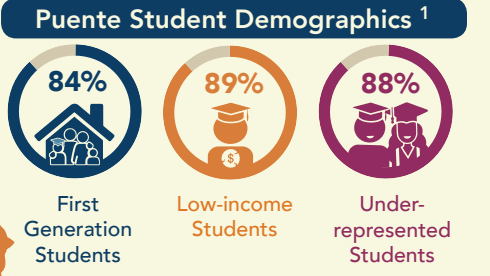 Puente Student Demographics 1
84%
89%
88%
$
First
Generation
Students
Low-income
Students
Under-
represented
Students